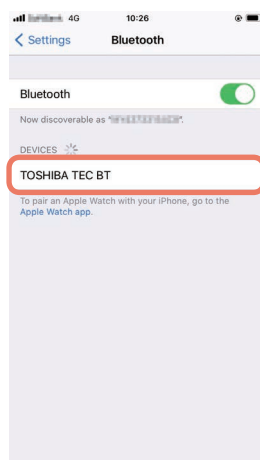 4G 10:26
Settings Bluetooth
Bluetooth
Now discoverable as "
DEVICES
TOSHIBA TEC BT
To pair an Apple Watch with your iPhone, go to the
Apple Watch app.